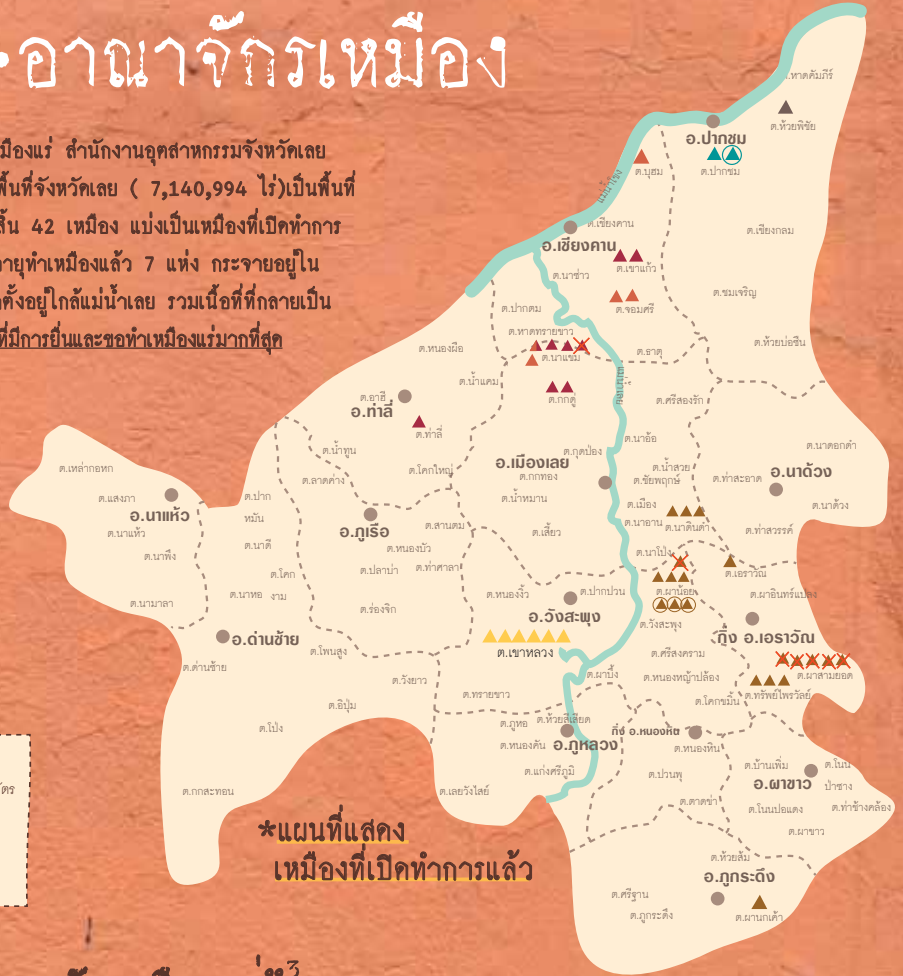 อาณาจักรเหมือง
มืองแร่ สำนักงานอุตสาหกรรมจังหวัดเลย
พื้นที่จังหวัดเลย ( 7,140,994 ไร่)เป็นพื้นที่
สิ้น 42 เหมือง แบ่งเป็นเหมืองที่เปิดทำการ
อายุทำเหมืองแล้ว 7 แห่ง กระจายอยู่ใน
ตั้งอยู่ใกล้แม่น้ำเลย รวมเนื้อที่ที่กลายเป็น
ที่มีการยื่นและขอทำเหมืองแร่มากที่สุด
ต.หาดคัมภีร์
ต.ห้วยพิชัย
อ.ปากชม
ต.ปากชม
ต.บุฮม
แม่น้ำโขง
ต.เชียงคาน
อ.เชียงคาน
ต.เชียงกลม
ต.เขาแก้ว
ต.นาซ่าว
ต.ชมเจริญ
ต.จอมศรี
ต.ปากตม
ต.หาดทรายขาว
ต.ห้วยบ่อซืน
ต.ธาตุ
ต.นาแขม
ต.หนองผือ
ต.น้ำแคม
แม่น้ำเลย
ต.อาฮี
อ.ท่าลี่
ต.กกดู่
ต.ศรีสองรัก
ต.ท่าลี่
ต.น้ำทูน
ต.กุดป่อง
ต.นาอ้อ
ต.นาดอกคำ
ต.เหล่ากอหก
ต.โคกใหญ่
อ.เมืองเลย
ต.น้ำสวย
อ.นาด้วง
ต.ลาดค่าง
ต.กกทอง
ต.ชัยพฤกษ์
ต.ท่าสะอาด
ต.แสงภา
ต.ปาก
หมัน
ต.น้ำหมาน
ต.เมือง
ต.นาด้วง
อ.นาแห้ว
อ.ภูเรือ
ต.สานตม
ต.นาอาน
ต.นาดินดำ
ต.ท่าสวรรค์
ต.นาแห้ว
ต.เสี้ยว
ต.นาดี
ต.หนองบัว
ต.นาโป่ง
ต.นาพึง
ต.ปลาบ่า
ต.ท่าศาลา
ต.เอราวัณ
ต.โคก
งาม
ต.นาหอ
ต.หนองงิ้ว
ต.ปากปวน
ต.ผาน้อย
ต.ผาอินทร์แปลง
ต.นามาลา
ต.ร่องจิก
อ.วังสะพุง
ต.วังสะพุง
กิ่ง อ.เอราวัณ
อ.ด่านซ้าย
ต.โพนสูง
ต.เขาหลวง
ต.ศรีสงคราม
ต.ด่านซ้าย
ต.วังยาว
ต.ผาบิ้ง
ต.หนองหญ้าปล้อง
ต.ผาสามยอด
ต.ทรายขาว
ต.ทรัพย์ไพรวัลย์
ต.อิปุ่ม
ต.โคกขมิ้น
ต.โป่ง
ต.ภูหอ
ต.ห้วยสีเสียด
กิ่ง อ.หนองหิน
ต.หนองคัน
อ.ภูหลวง
ต.หนองหิน
ต.แก่งศรีภูมิ
ต.ปวนพุ
ต.บ้านเพิ่ม
ต.โนน
ป่าซาง
อ.ผาขาว
ต.กกสะทอน
ต.เลยวังไสย์
ต.ตาดข่า
ต.โนนปอแดง
ต.ท่าช้างคล้อง
ต.ผาขาว
*แผนที่แสดง
เหมืองที่เปิดทำการแล้ว
ต.ห้วยส้ม
อ.ภูกระดึง
ต.ศรีฐาน
ต.ภูกระดึง
ต.ผานกเค้า